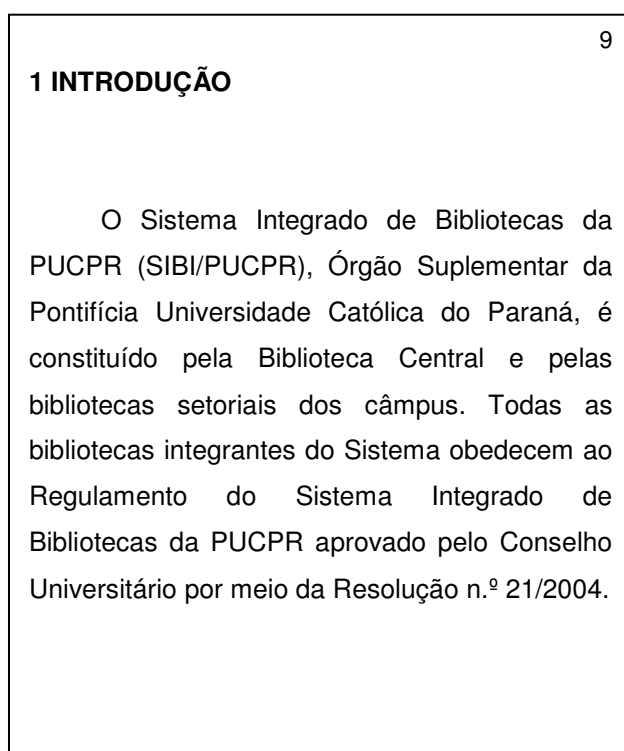 9
1 INTRODUÇÃO
O Sistema Integrado de Bibliotecas da
PUCPR (SIBI/PUCPR), Órgão Suplementar da
Pontifícia Universidade Católica do Paraná, é
constituído pela Biblioteca Central e pelas
bibliotecas setoriais dos câmpus. Todas as
bibliotecas integrantes do Sistema obedecem ao
Regulamento do Sistema Integrado de
Bibliotecas da PUCPR aprovado pelo Conselho
Universitário por meio da Resolução n.º 21/2004.